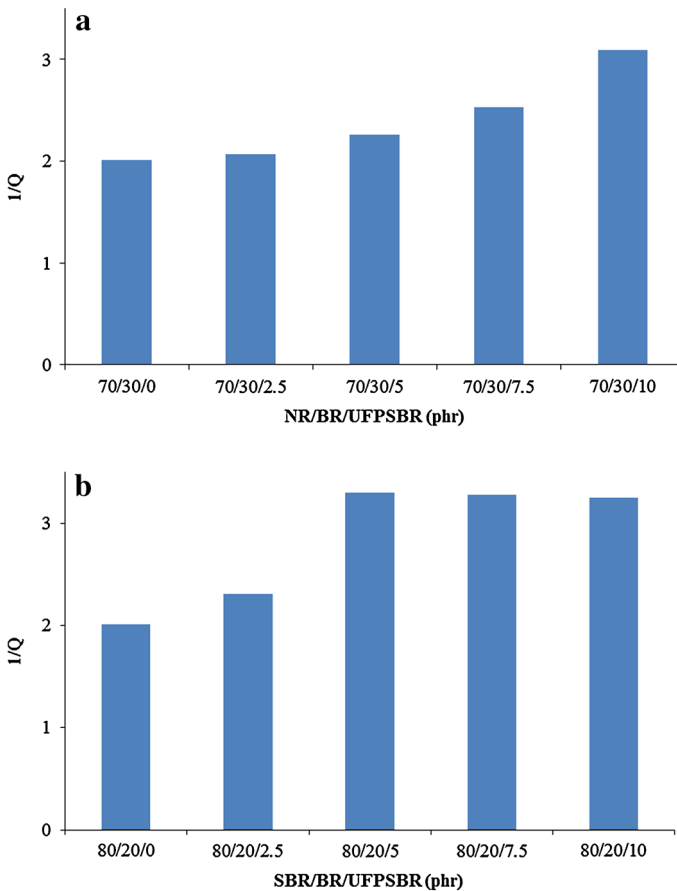 a
3
2
1
0
1/Q
70/30/0 70/30/2.5 70/30/5 70/30/7.5 70/30/10
NR/BR/UFPSBR (phr)
b
3
2
1
0
1/Q
80/20/0 80/20/2.5 80/20/5 80/20/7.5 80/20/10
SBR/BR/UFPSBR (phr)